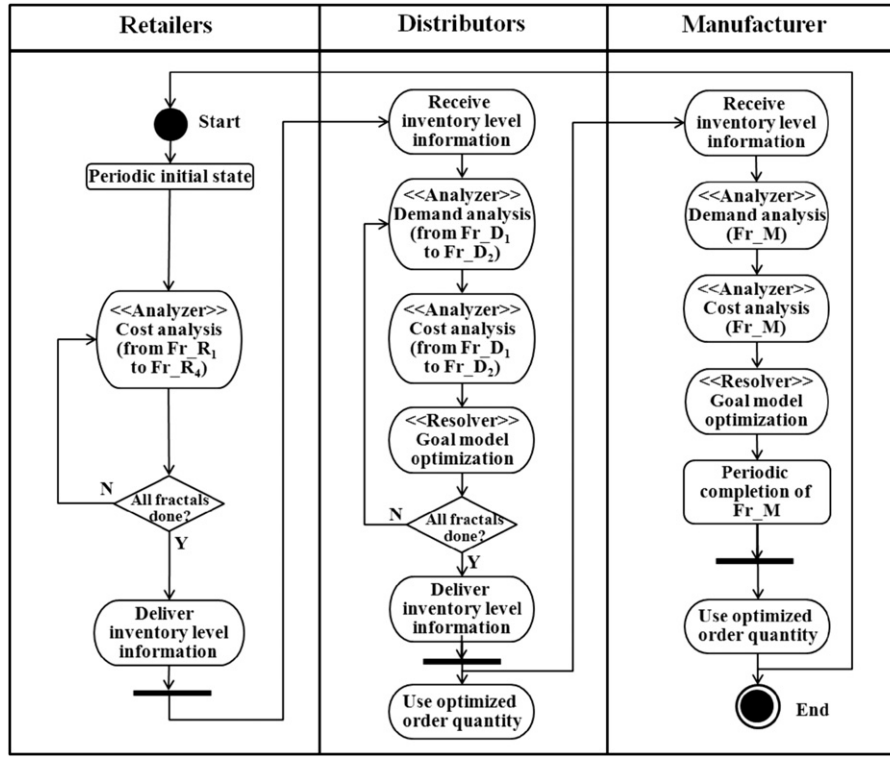 Retailers
Distributors
Manufacturer
Start
Periodic initial state
<<Analyzer>>
Cost analysis
(from Fr_R₁
to Fr_R₄)
N
All fractals
done?
Y
Deliver
inventory level
information
Receive
inventory level
information
<<Analyzer>>
Demand analysis
(from Fr_D₁
to Fr_D₂)
<<Analyzer>>
Cost analysis
(from Fr_D₁
to Fr_D₂)
<<Resolver>>
Goal model
optimization
N
All fractals
done?
Y
Deliver
inventory level
information
Use optimized
order quantity
Receive
inventory level
information
<<Analyzer>>
Demand analysis
(Fr_M)
<<Analyzer>>
Cost analysis
(Fr_M)
<<Resolver>>
Goal model
optimization
Periodic
completion of
Fr_M
Use optimized
order quantity
End